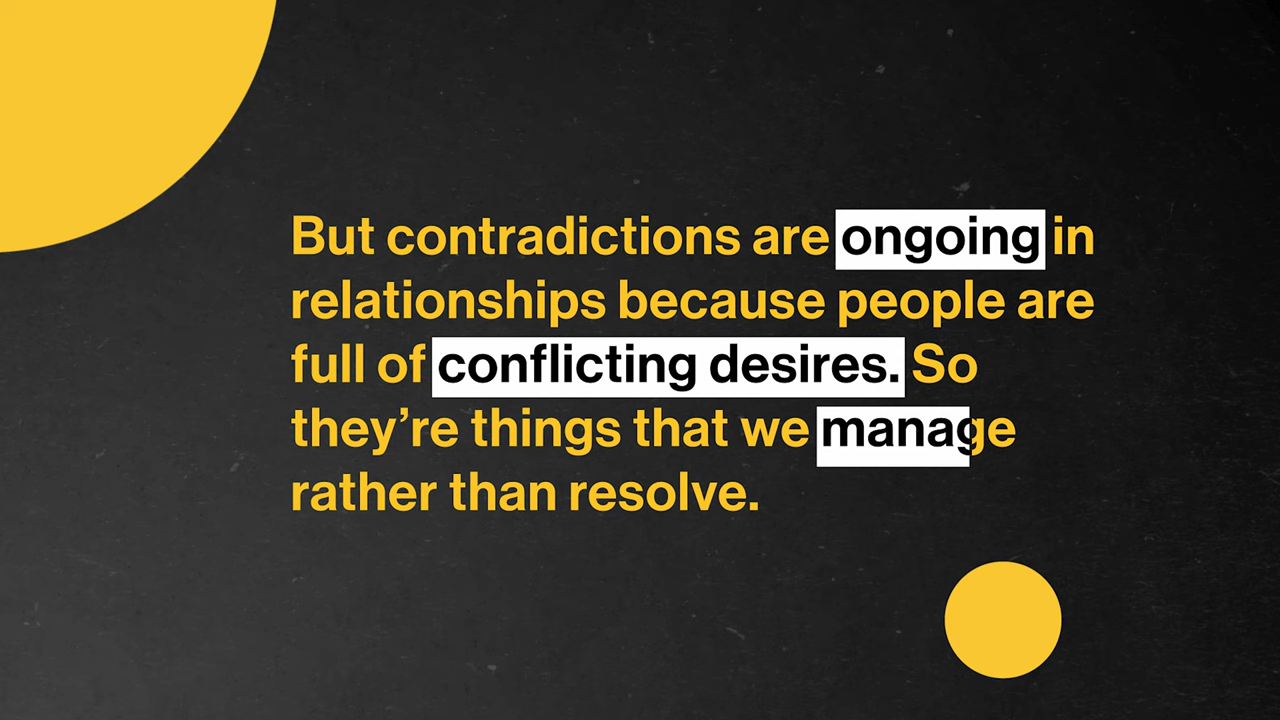 But contradictions are ongoing in
relationships because people are
full of conflicting desires. So
they’re things that we manage
rather than resolve.